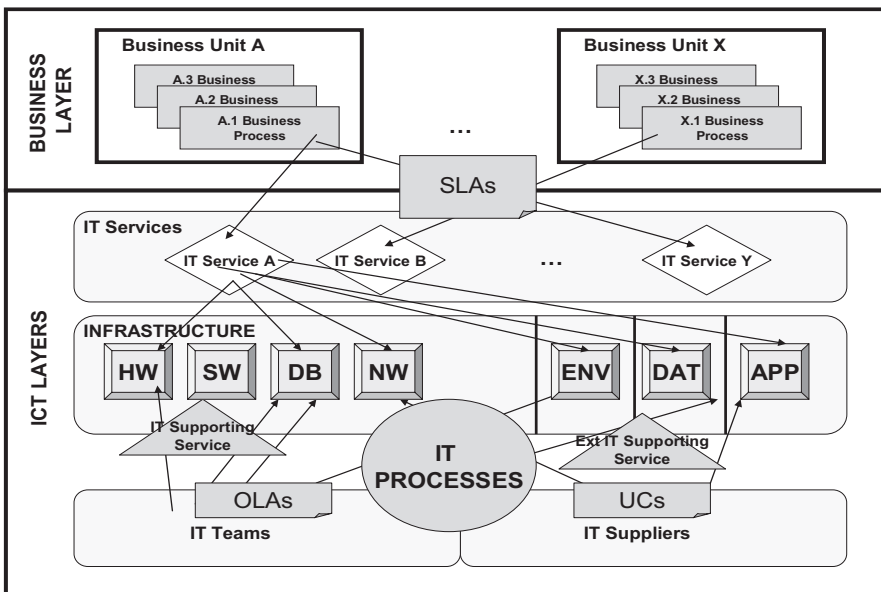 BUSINESS
LAYER
Business Unit A
A.3 Business
A.2 Business
A.1 Business
Process
...
Business Unit X
X.3 Business
X.2 Business
X.1 Business
Process
SLAs
ICT LAYERS
IT Services
IT Service A
IT Service B
...
IT Service Y
INFRASTRUCTURE
HW
SW
DB
NW
ENV
DAT
APP
IT Supporting
Service
IT
PROCESSES
Ext IT Supporting
Service
OLAs
UCs
IT Teams
IT Suppliers